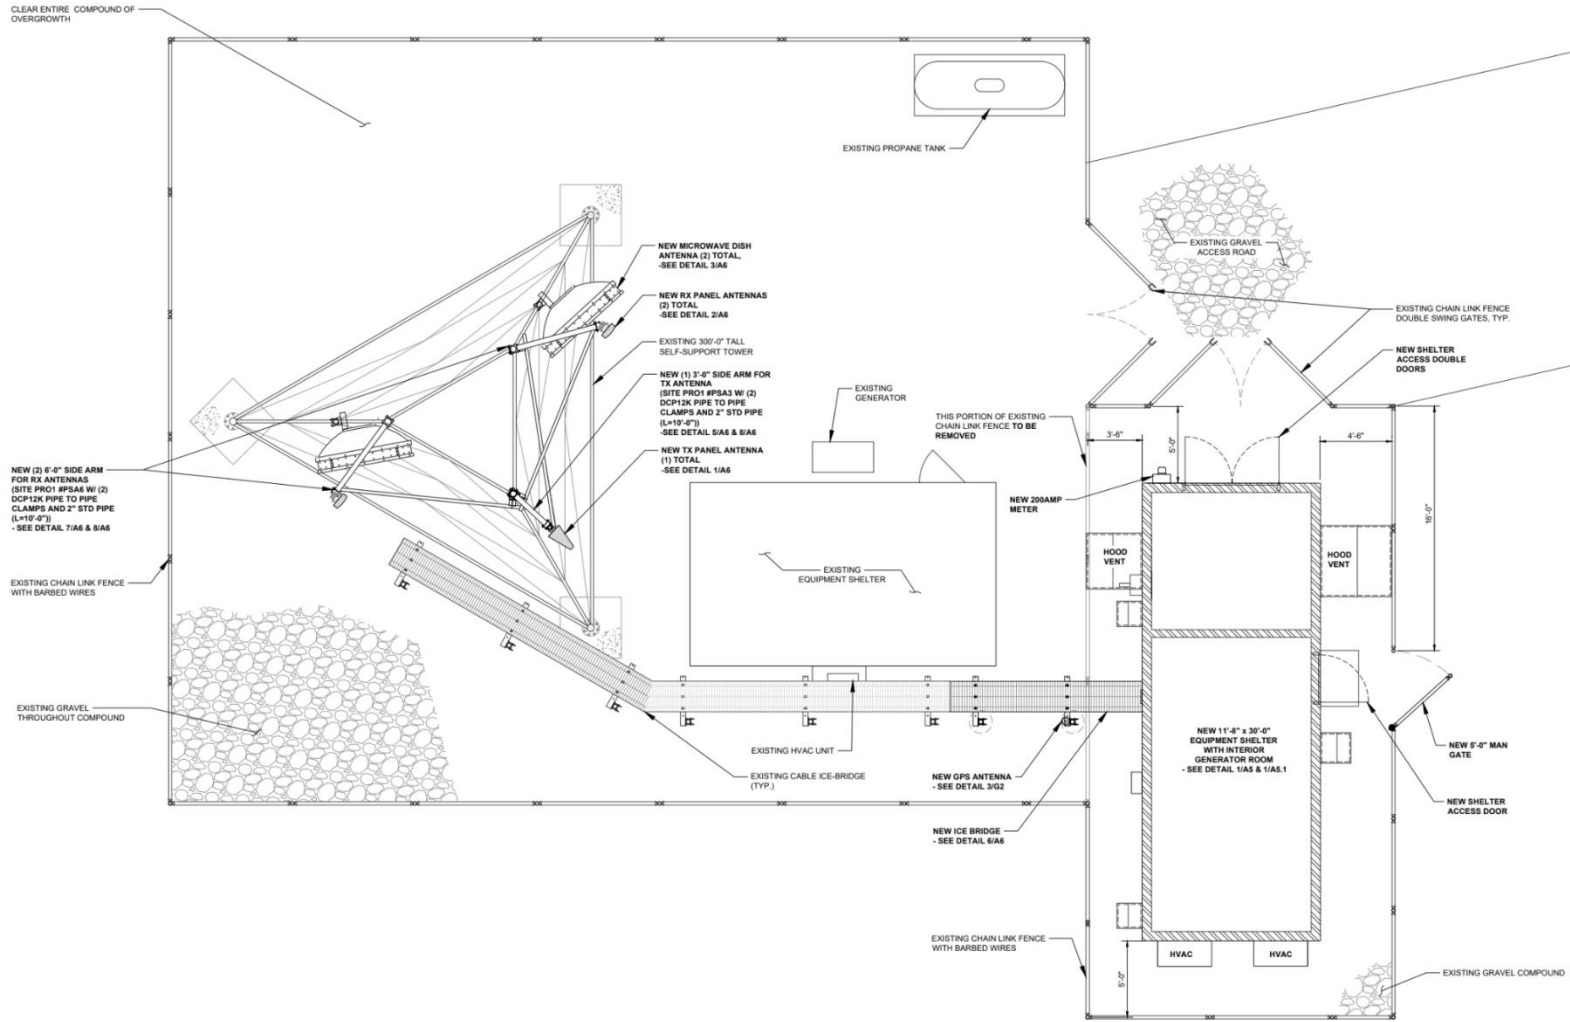 CLEAR ENTIRE COMPOUND OF
OVERGROWTH
EXISTING PROPANE TANK
EXISTING GRAVEL
ACCESS ROAD
NEW MICROWAVE DISH
ANTENNA (2) TOTAL,
-SEE DETAIL 3/A6
NEW RX PANEL ANTENNAS
(2) TOTAL
-SEE DETAIL 2/A6
EXISTING 300'-0" TALL
SELF-SUPPORT TOWER
NEW (1) 3'-0" SIDE ARM FOR
TX ANTENNA
(SITE PRO1 #PSA3 W/ (2)
DCP12K PIPE TO PIPE
CLAMPS AND 2" STD PIPE
(L=10'-0"))
-SEE DETAIL 5/A6 & 8/A6
NEW TX PANEL ANTENNA
(1) TOTAL
-SEE DETAIL 1/A6
EXISTING
GENERATOR
EXISTING CHAIN LINK FENCE
DOUBLE SWING GATES, TYP.
NEW SHELTER
ACCESS DOUBLE
DOORS
THIS PORTION OF EXISTING
CHAIN LINK FENCE TO BE
REMOVED
3'-6"
5'-0"
4'-6"
16'-0"
NEW (2) 6'-0" SIDE ARM
FOR RX ANTENNAS
(SITE PRO1 #PSA6 W/ (2)
DCP12K PIPE TO PIPE
CLAMPS AND 2" STD PIPE
(L=10'-0"))
- SEE DETAIL 7/A6 & 8/A6
NEW 200AMP
METER
HOOD
VENT
HOOD
VENT
EXISTING
EQUIPMENT SHELTER
EXISTING CHAIN LINK FENCE
WITH BARBED WIRES
EXISTING GRAVEL
THROUGHOUT COMPOUND
EXISTING HVAC UNIT
EXISTING CABLE ICE-BRIDGE
(TYP.)
NEW GPS ANTENNA
- SEE DETAIL 3/G2
NEW ICE BRIDGE
- SEE DETAIL 6/A6
NEW 11'-8" x 30'-0"
EQUIPMENT SHELTER
WITH INTERIOR
GENERATOR ROOM
- SEE DETAIL 1/A5 & 1/A5.1
NEW 5'-0" MAN
GATE
NEW SHELTER
ACCESS DOOR
EXISTING CHAIN LINK FENCE
WITH BARBED WIRES
HVAC
HVAC
5'-0"
EXISTING GRAVEL COMPOUND